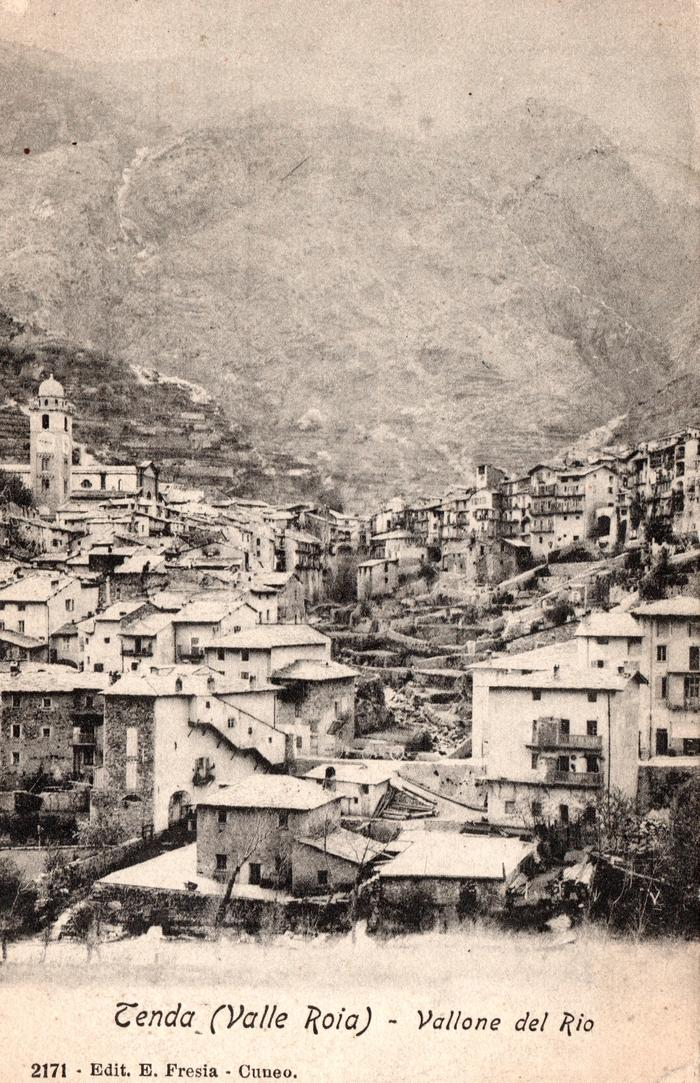 Tenda (Valle Roia) - Vallone del Rio
2171 - Edit. E. Fresia - Cuneo.